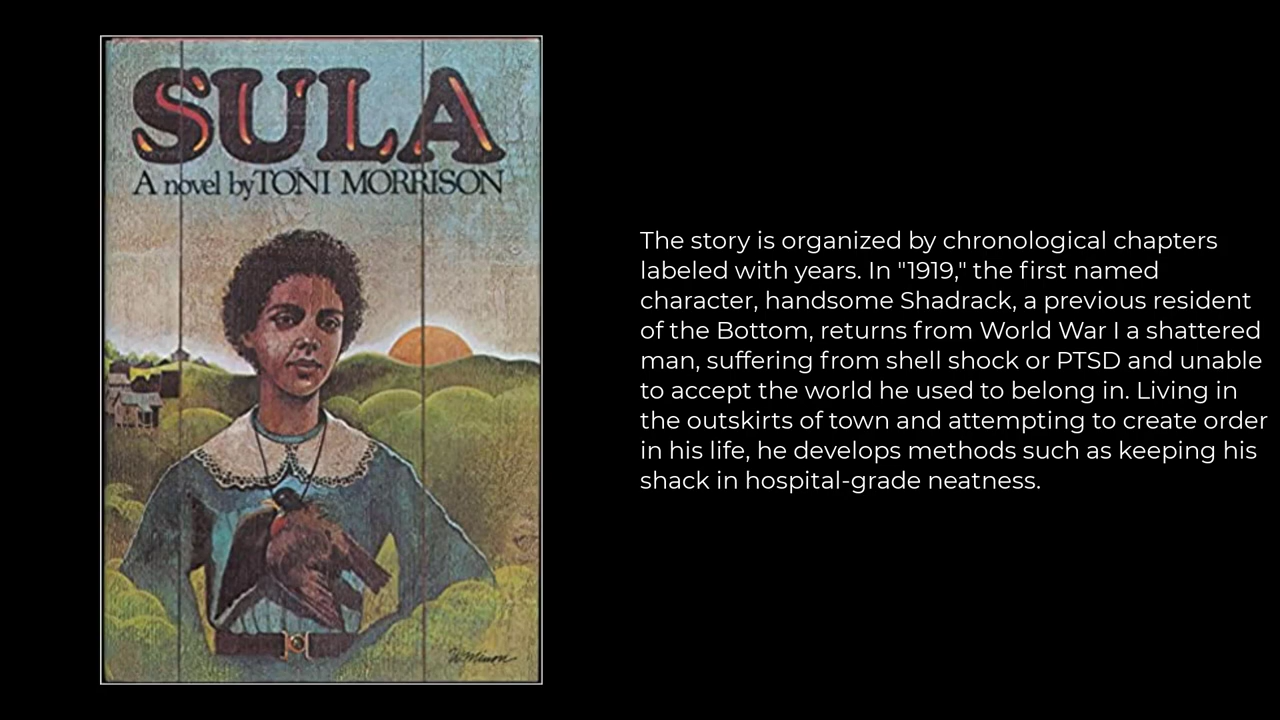 SULA
A novel by TONI MORRISON
The story is organized by chronological chapters
labeled with years. In "1919," the first named
character, handsome Shadrack, a previous resident
of the Bottom, returns from World War I a shattered
man, suffering from shell shock or PTSD and unable
to accept the world he used to belong in. Living in
the outskirts of town and attempting to create order
in his life, he develops methods such as keeping his
shack in hospital-grade neatness.